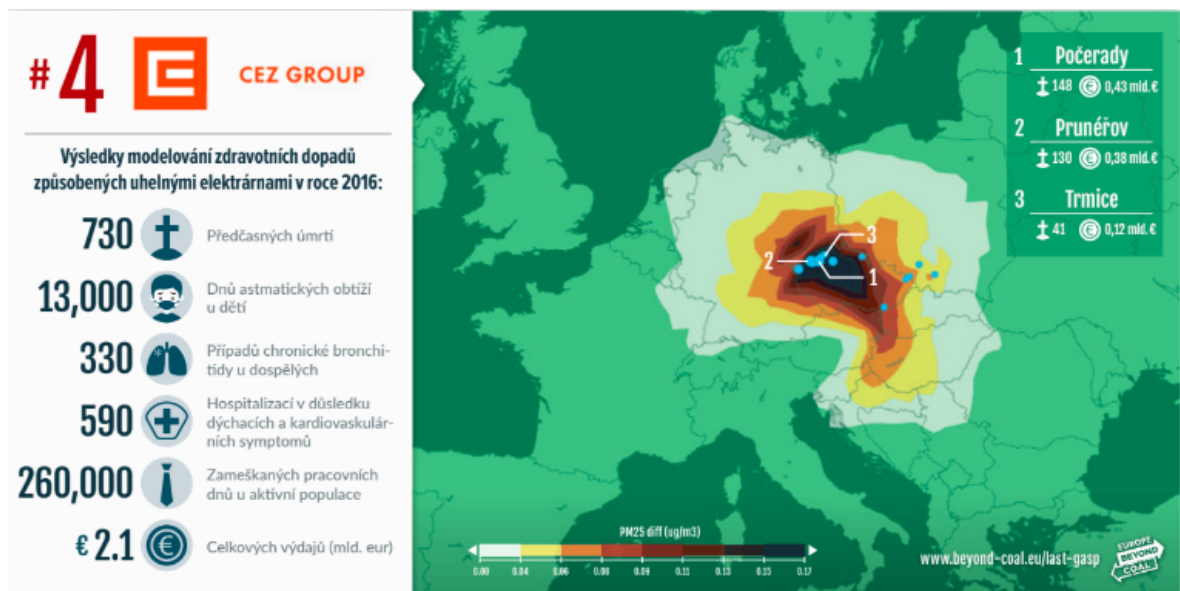 #4
CEZ GROUP
Výsledky modelování zdravotních dopadů
způsobených uhelnými elektrárnami v roce 2016:
730
Předčasných úmrtí
13,000
Dnů astmatických obtíží
u dětí
330
Případů chronické bronchi-
tidy u dospělých
590
Hospitalizací v důsledku
dýchacích a kardiovaskulár-
ních symptomů
260,000
Zameškaných pracovních
dnů u aktivní populace
€ 2.1
Celkových výdajů (mld. eur)
1 Počerady
148 0,43 mld. €
2 Prunéřov
130 0,38 mld. €
3 Trmice
41 0,12 mld. €
3
2
1
PM25 diff (ug/m3)
0.00 0.04 0.06 0.08 0.09 0.11 0.13 0.15 0.17
www.beyond-coal.eu/last-gasp
EUROPE
BEYOND
COAL